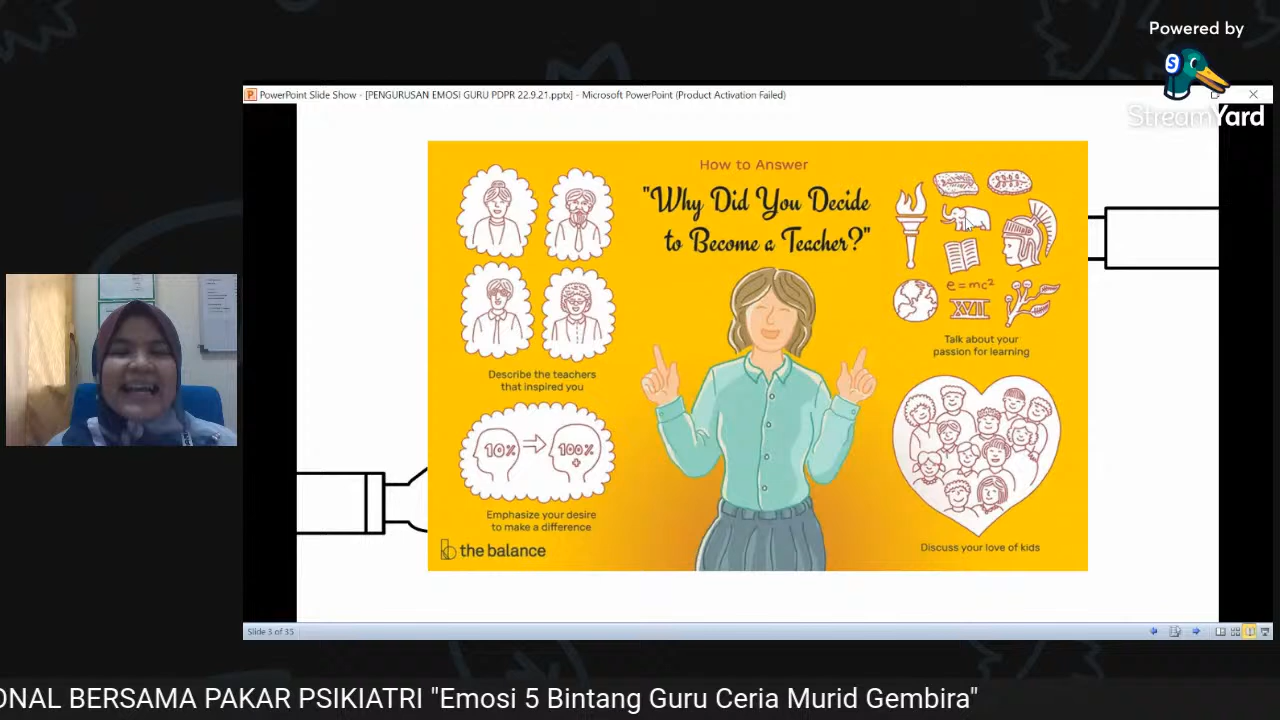 Powered by
StreamYard
PowerPoint Slide Show - [PENGURUSAN EMOSI GURU PDPR 22.9.21.pptx] - Microsoft PowerPoint (Product Activation Failed)
How to Answer
"Why Did You Decide
to Become a Teacher?"
Describe the teachers
that inspired you
10%
100%
+
Emphasize your desire
to make a difference
the balance
e=mc²
XVII
Talk about your
passion for learning
Discuss your love of kids
Slide 3 of 35
ONAL BERSAMA PAKAR PSIKIATRI "Emosi 5 Bintang Guru Ceria Murid Gembira"